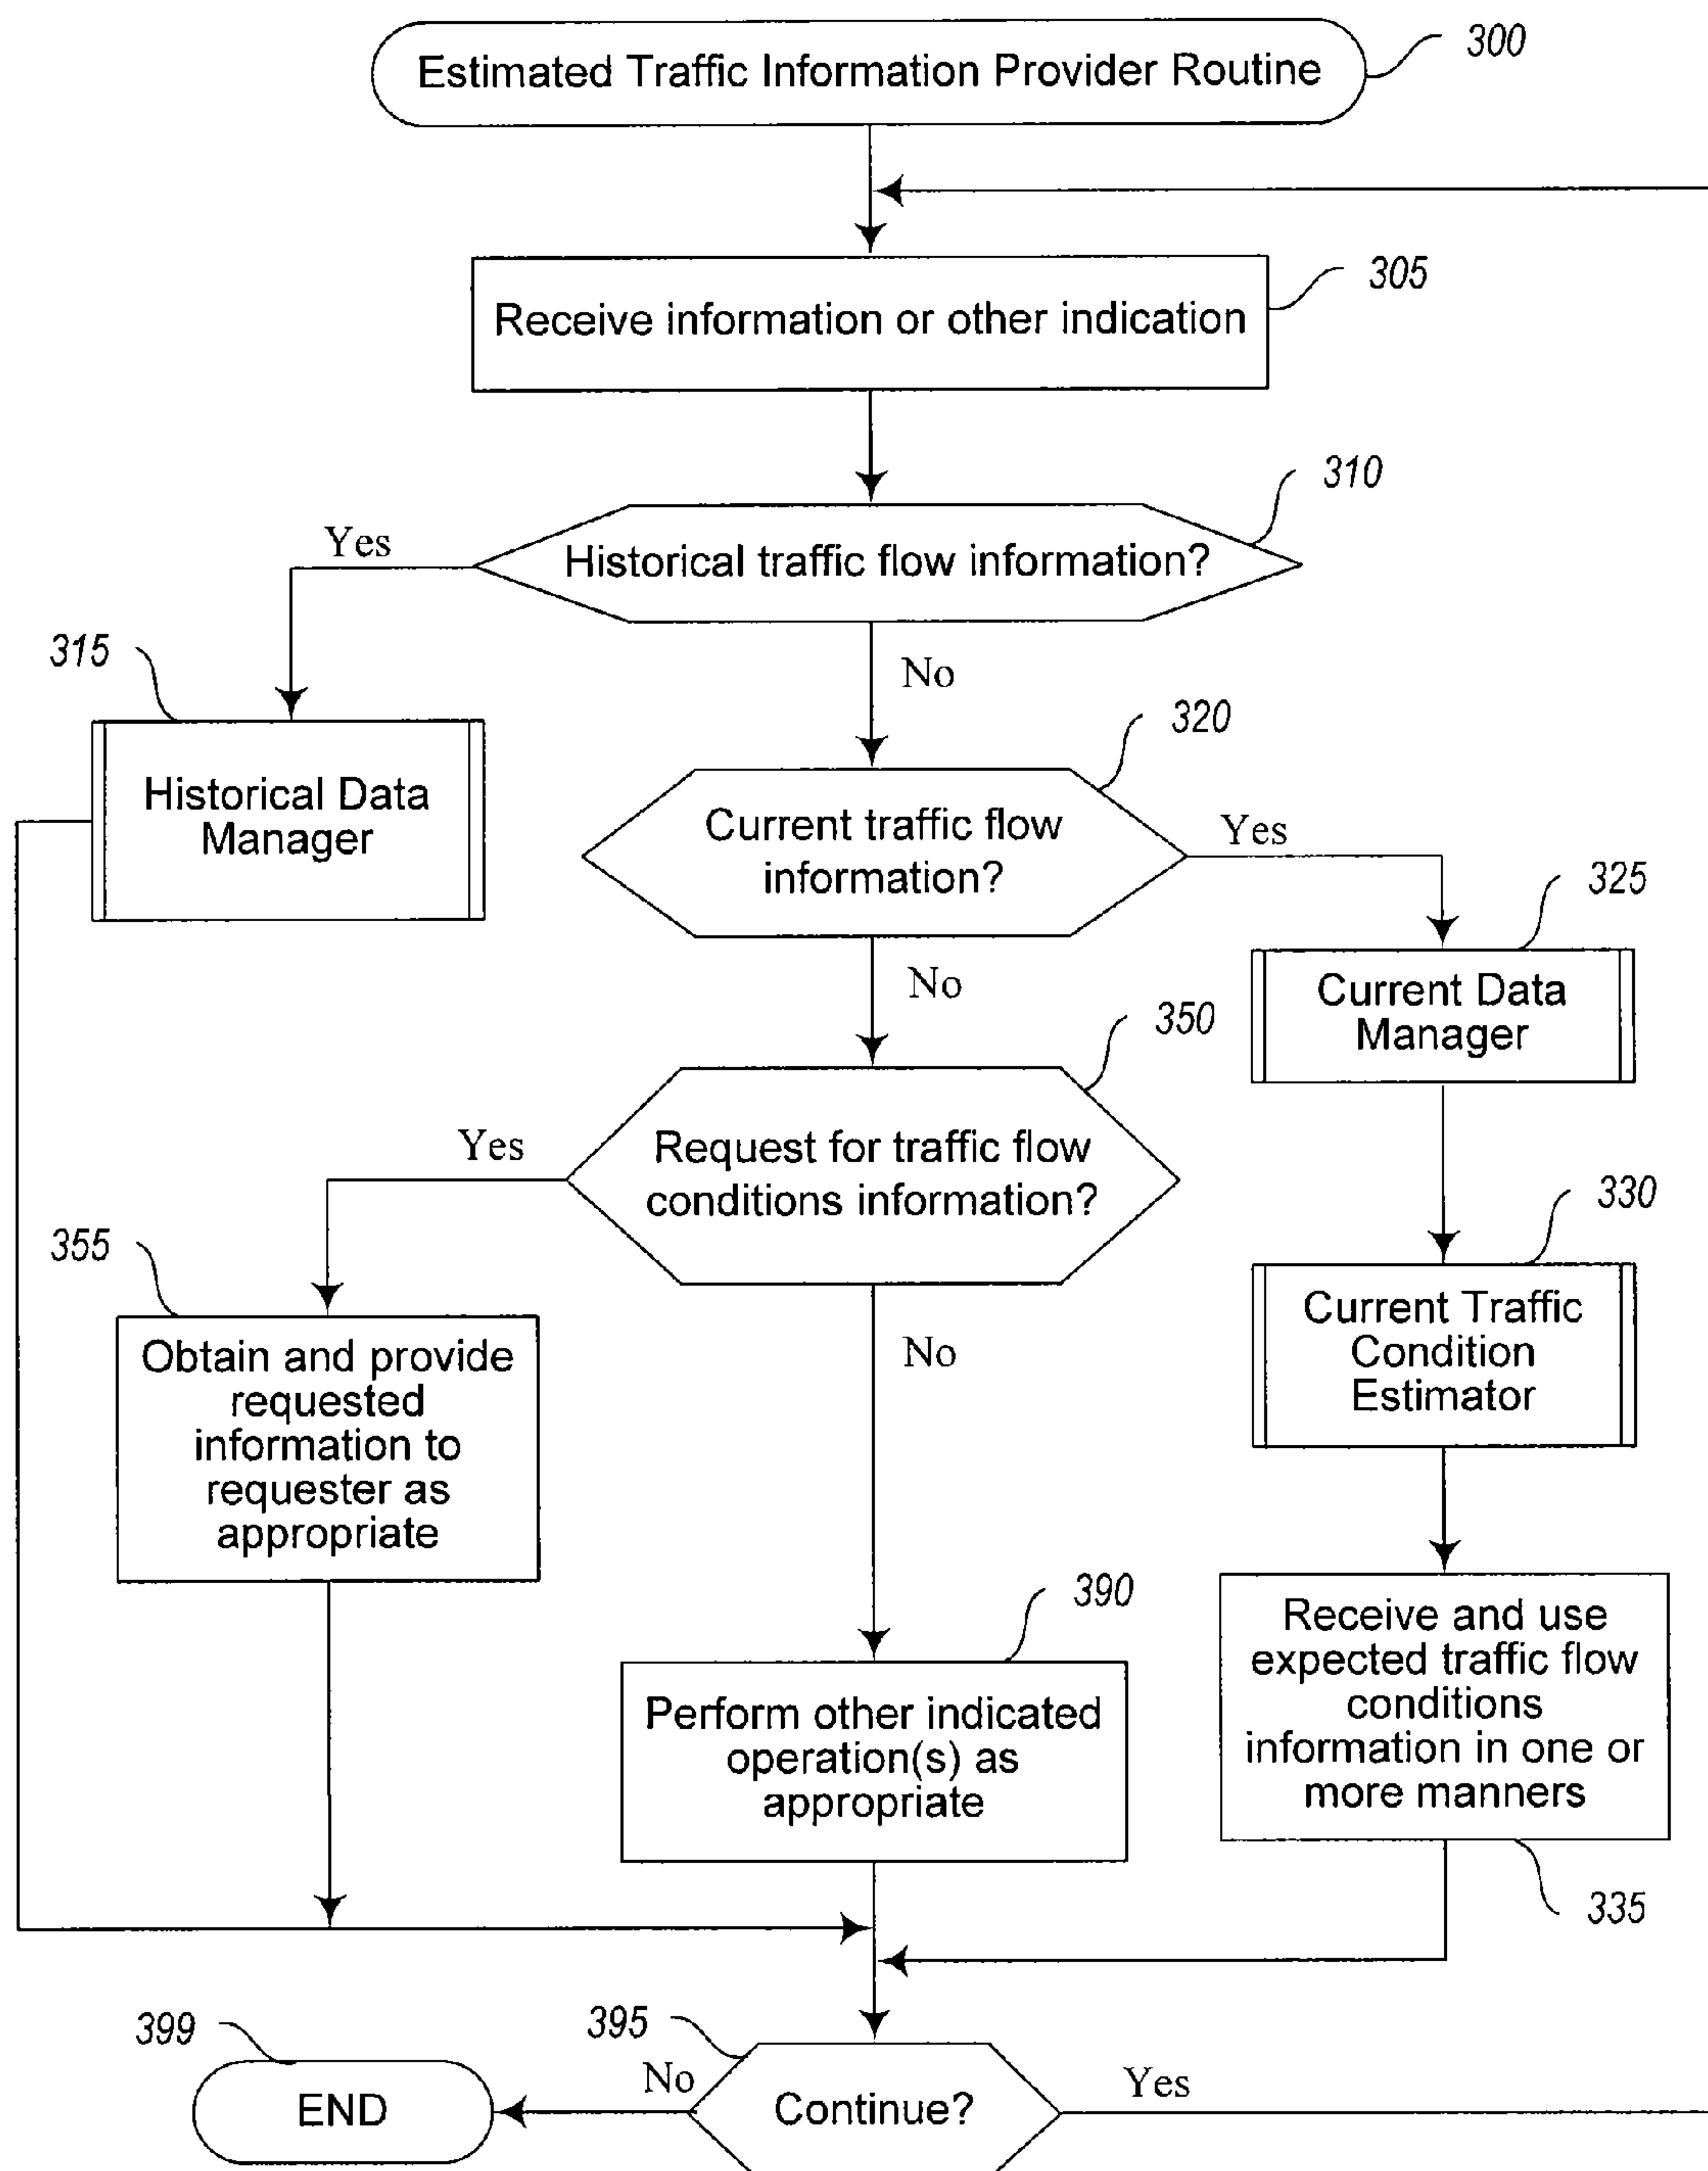 Estimated Traffic Information Provider Routine
300
305
Receive information or other indication
310
Yes
Historical traffic flow information?
315
No
320
Historical Data
Manager
Current traffic flow
information?
Yes
325
No
Current Data
Manager
350
Yes
Request for traffic flow
conditions information?
330
355
Current Traffic
Condition
Estimator
Obtain and provide
requested
information to
requester as
appropriate
No
390
Receive and use
expected traffic flow
conditions
information in one or
more manners
Perform other indicated
operation(s) as
appropriate
335
399
395
No
Yes
END
Continue?